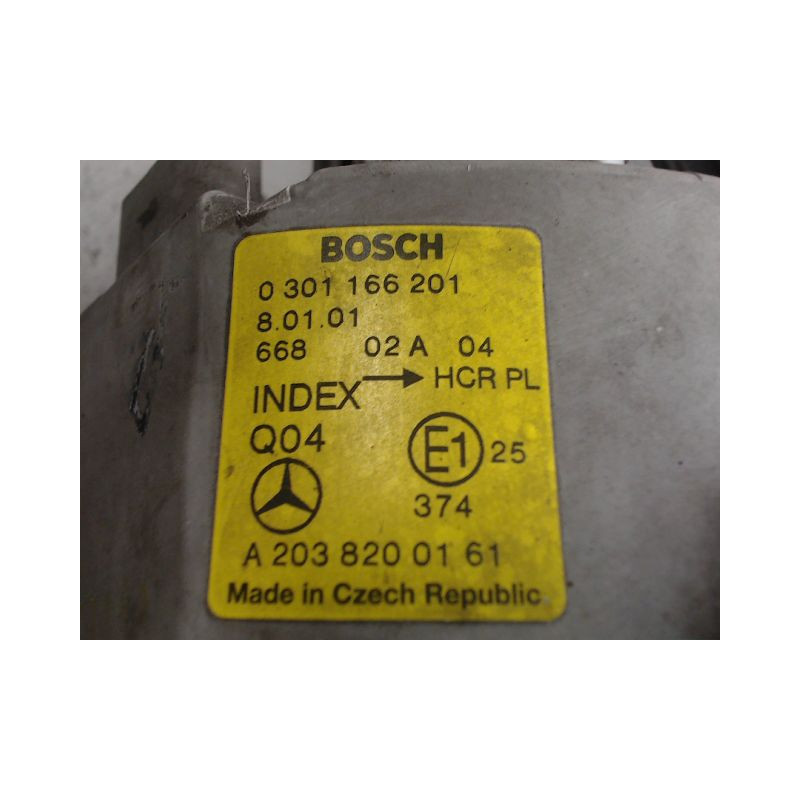 BOSCH
0 301 166 201
8.01.01
668 02 A 04
INDEX → HCR PL
Q04
E1 25
374
A 203 820 01 61
Made in Czech Republic